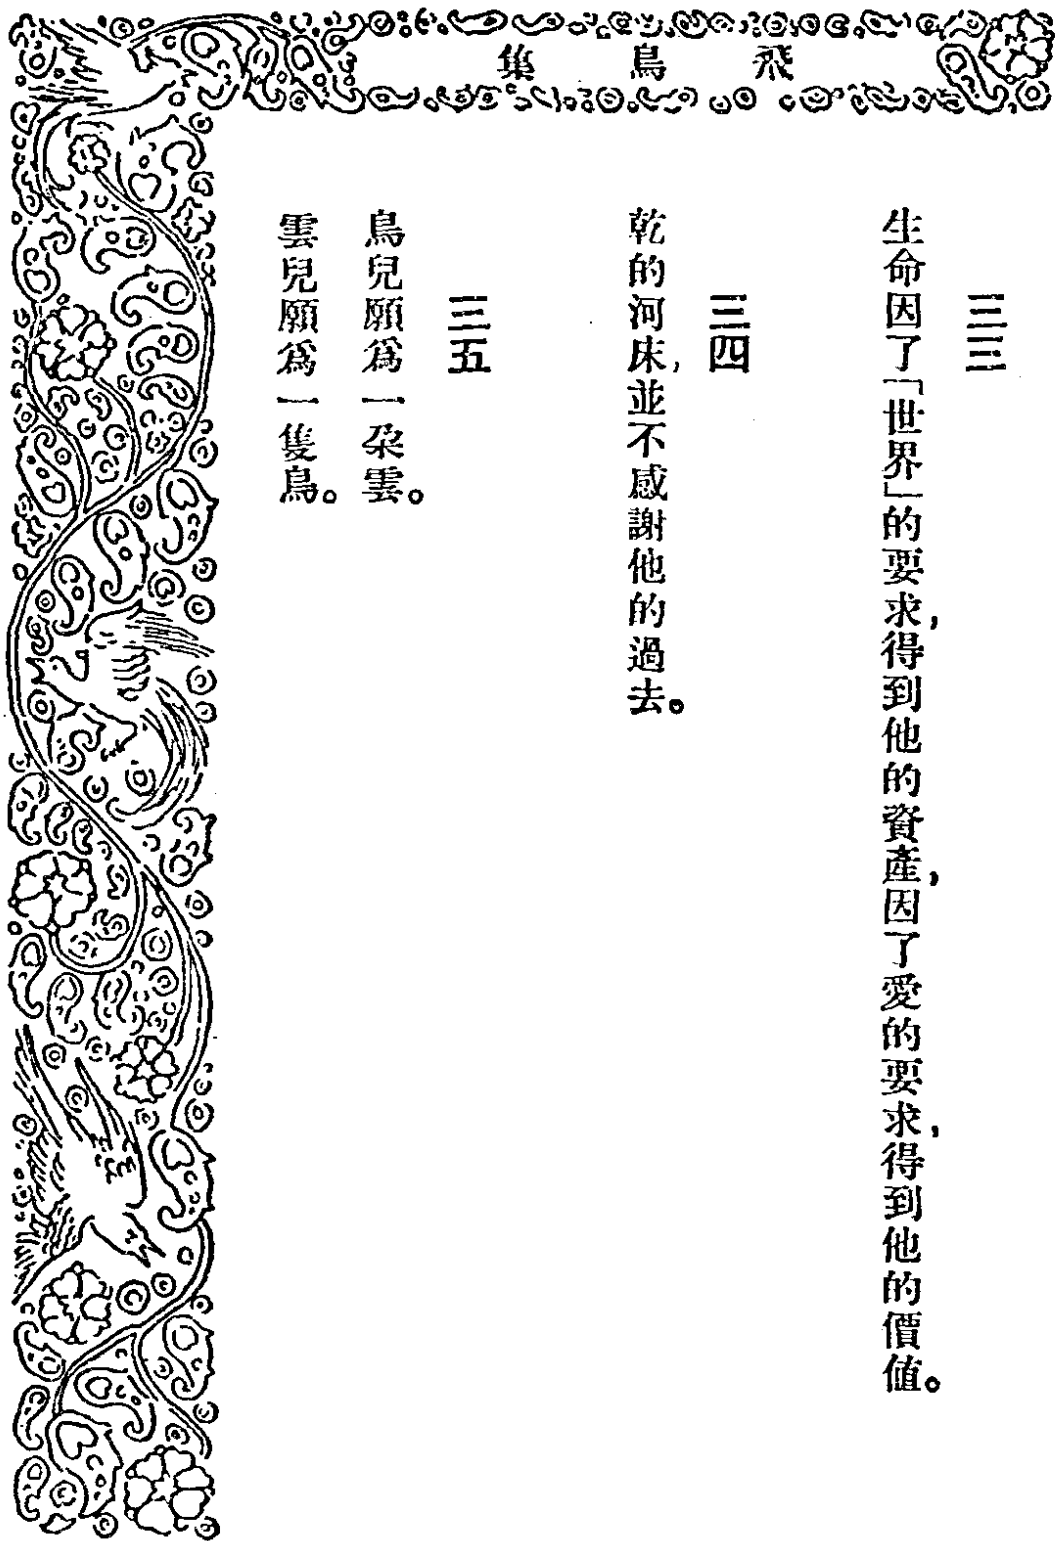 飛鳥集
三三
生命因了「世界」的要求，得到他的資產，因了愛的要求，得到他的價值。
三四
乾的河床，並不感謝他的過去。
三五
鳥兒願爲一朶雲。
雲兒願爲一隻鳥。